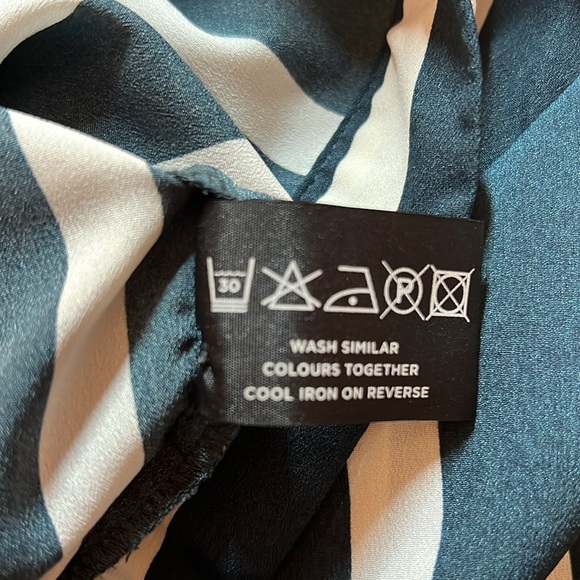 30 P
WASH SIMILAR
COLOURS TOGETHER
COOL IRON ON REVERSE